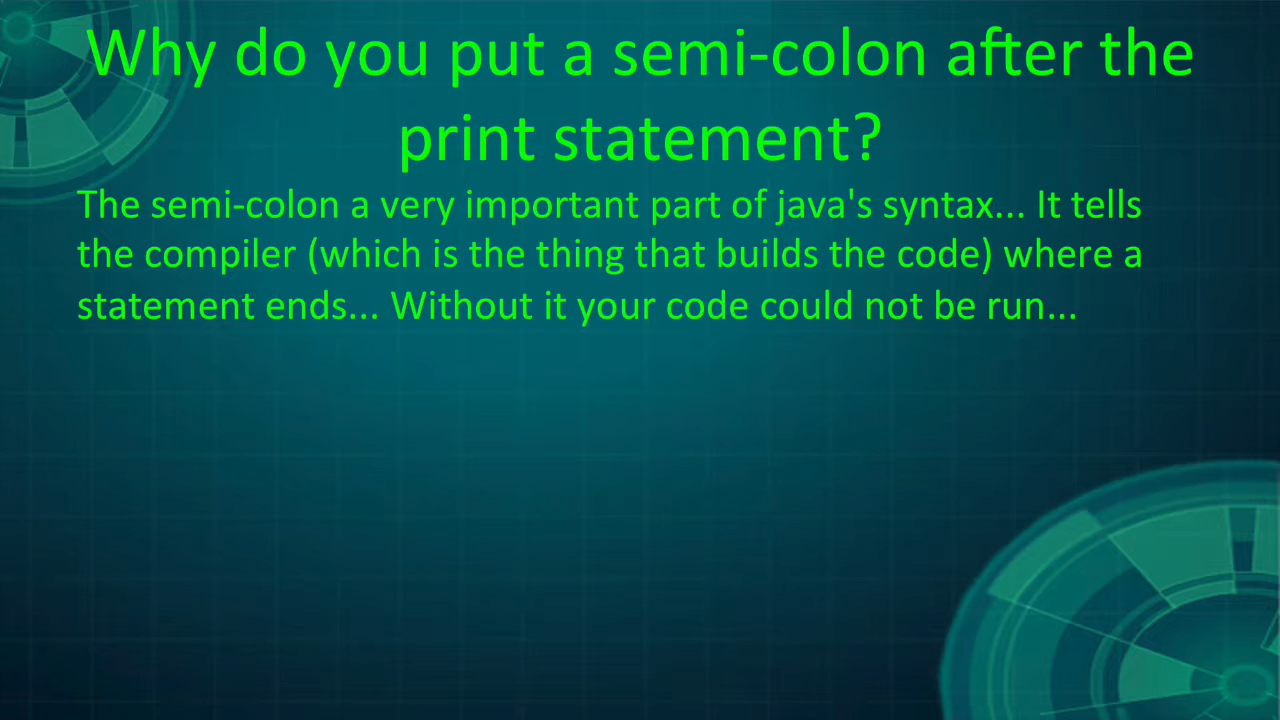 Why do you put a semi-colon after the
print statement?
The semi-colon a very important part of java's syntax... It tells
the compiler (which is the thing that builds the code) where a
statement ends... Without it your code could not be run...